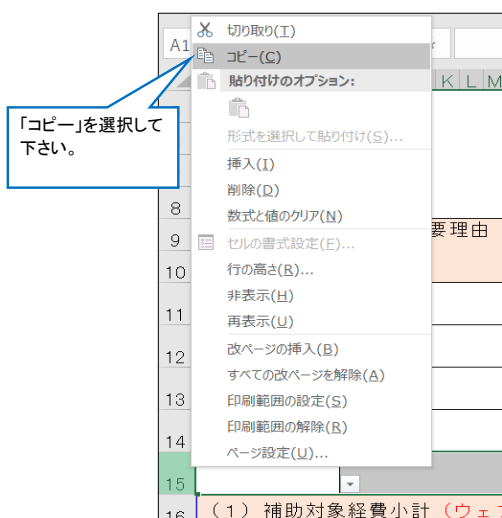 A1
切り取り(T)
コピー(C)
貼り付けのオプション:
K L M
「コピー」を選択して
下さい。
形式を選択して貼り付け(S)...
挿入(I)
削除(D)
数式と値のクリア(N)
8
9
要理由
セルの書式設定(F)...
10
行の高さ(R)...
非表示(H)
11
再表示(U)
12
改ページの挿入(B)
すべての改ページを解除(A)
13
印刷範囲の設定(S)
印刷範囲の解除(R)
14
ページ設定(U)...
15
16
(1) 補助対象経費小計 (ウェ